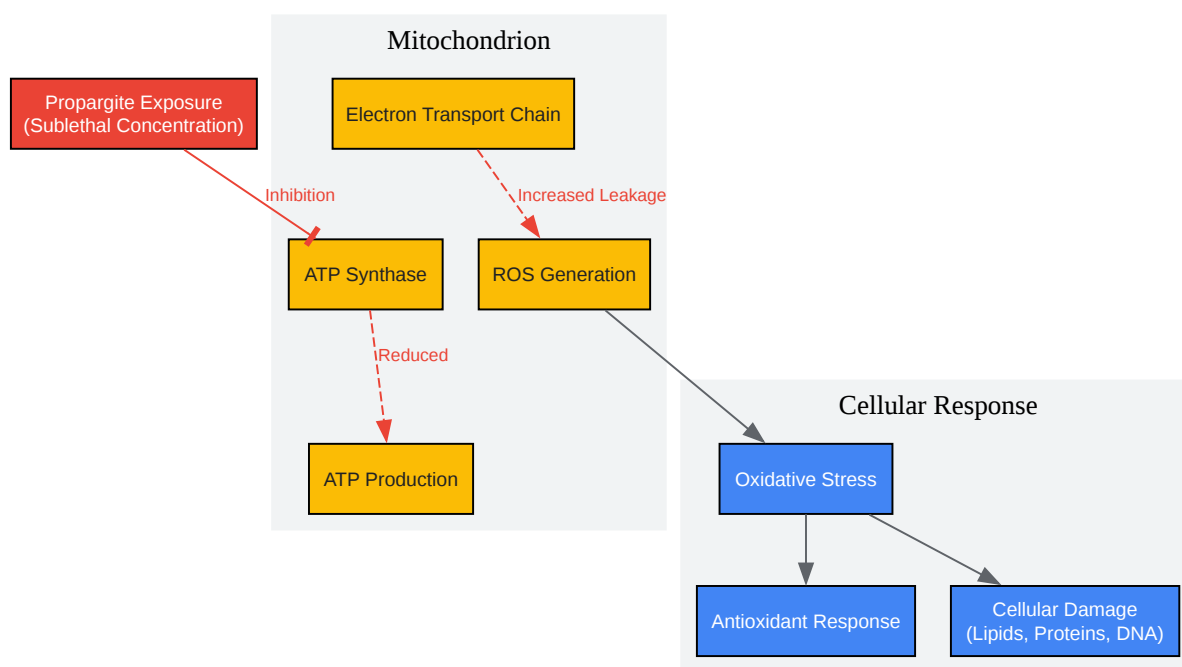 Mitochondrion
Propargite Exposure
(Sublethal Concentration)
Electron Transport Chain
Inhibition
Increased Leakage
ATP Synthase
ROS Generation
Reduced
Cellular Response
ATP Production
Oxidative Stress
Antioxidant Response
Cellular Damage
(Lipids, Proteins, DNA)